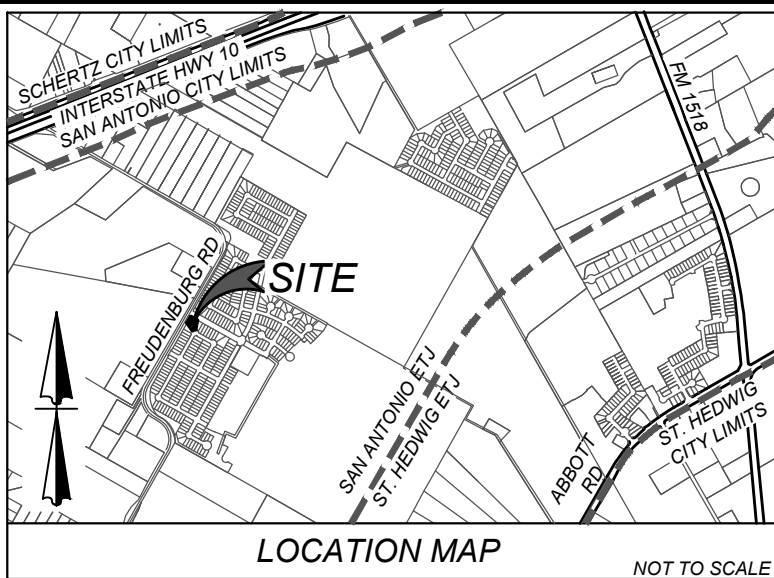 SCHERTZ CITY LIMITS
INTERSTATE HWY 10
SAN ANTONIO CITY LIMITS
FM 1518
FREUDENBURG RD
SITE
SAN ANTONIO ETJ
ST. HEDWIG ETJ
ABBOTT
RD
ST. HEDWIG
CITY LIMITS
LOCATION MAP
NOT TO SCALE